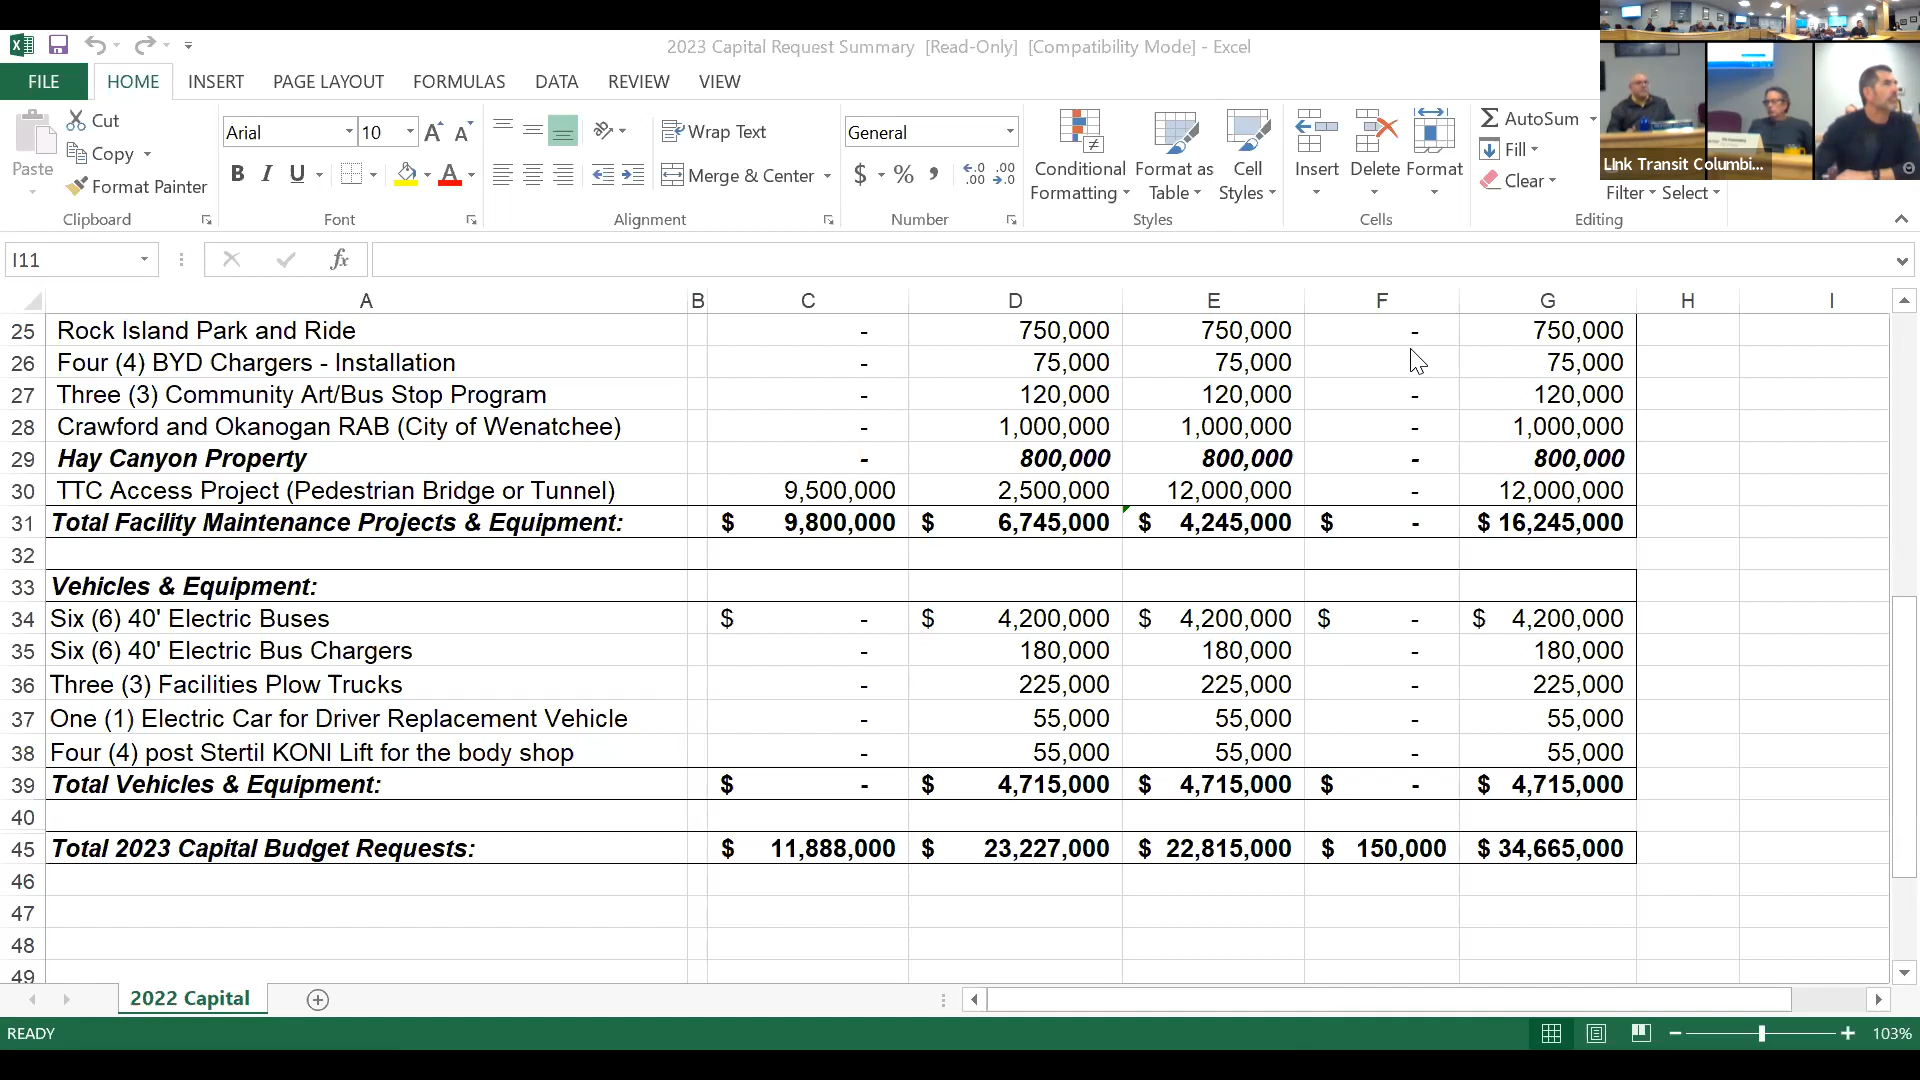 2023 Capital Request Summary [Read-Only] [Compatibility Mode] - Excel
FILE HOME INSERT PAGE LAYOUT FORMULAS DATA REVIEW VIEW
Paste
Cut
Copy
Format Painter
Clipboard
Arial 10
B I U
Font
Wrap Text
Merge & Center
Alignment
General
$ % ,
Number
Conditional Formatting
Format as Table
Cell Styles
Styles
Insert Delete Format
Cells
AutoSum
Fill
Clear
Filter Select
Editing
LInk Transit Columbi...
I11 fx
A B C D E F G H I
25 Rock Island Park and Ride - 750,000 750,000 - 750,000
26 Four (4) BYD Chargers - Installation - 75,000 75,000 - 75,000
27 Three (3) Community Art/Bus Stop Program - 120,000 120,000 - 120,000
28 Crawford and Okanogan RAB (City of Wenatchee) - 1,000,000 1,000,000 - 1,000,000
29 Hay Canyon Property - 800,000 800,000 - 800,000
30 TTC Access Project (Pedestrian Bridge or Tunnel) 9,500,000 2,500,000 12,000,000 - 12,000,000
31 Total Facility Maintenance Projects & Equipment: $ 9,800,000 $ 6,745,000 $ 4,245,000 $ - $ 16,245,000
32
33 Vehicles & Equipment:
34 Six (6) 40' Electric Buses $ - $ 4,200,000 $ 4,200,000 $ - $ 4,200,000
35 Six (6) 40' Electric Bus Chargers - 180,000 180,000 - 180,000
36 Three (3) Facilities Plow Trucks - 225,000 225,000 - 225,000
37 One (1) Electric Car for Driver Replacement Vehicle - 55,000 55,000 - 55,000
38 Four (4) post Stertil KONI Lift for the body shop - 55,000 55,000 - 55,000
39 Total Vehicles & Equipment: $ - $ 4,715,000 $ 4,715,000 $ - $ 4,715,000
40
45 Total 2023 Capital Budget Requests: $ 11,888,000 $ 23,227,000 $ 22,815,000 $ 150,000 $ 34,665,000
46
47
48
49
2022 Capital
READY 103%